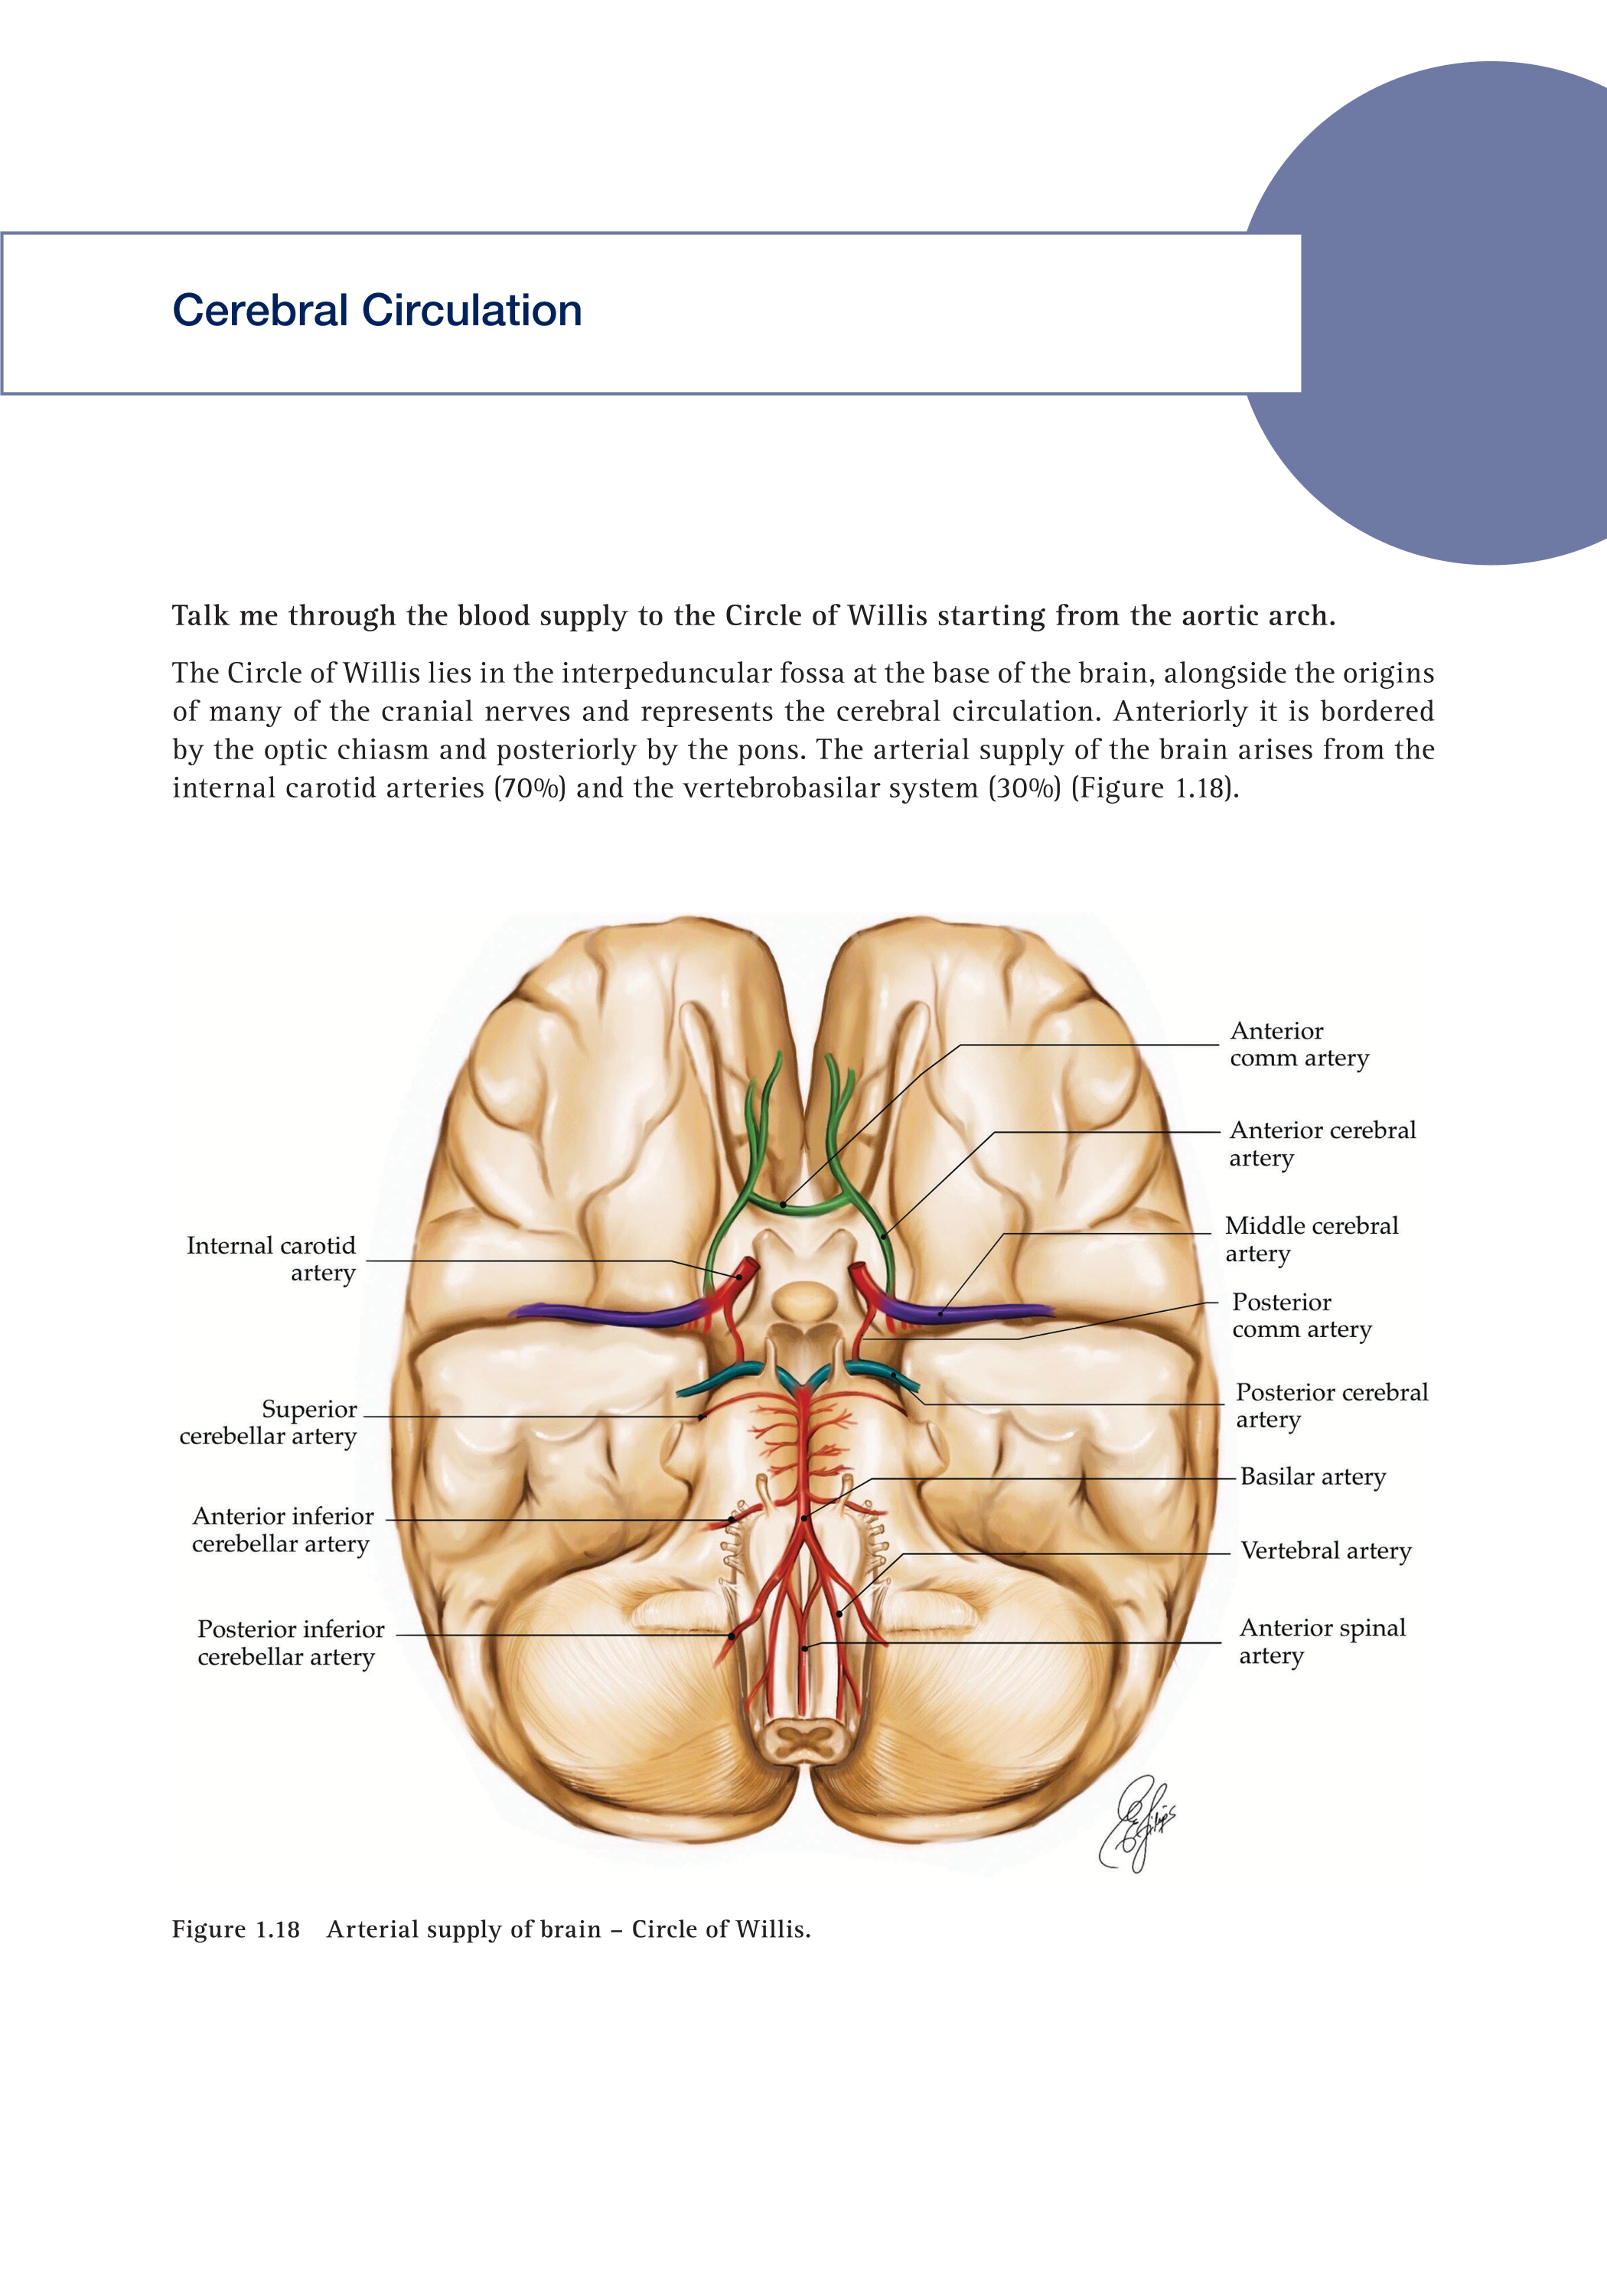 Cerebral Circulation
Talk me through the blood supply to the Circle of Willis starting from the aortic arch.
The Circle of Willis lies in the interpeduncular fossa at the base of the brain, alongside the origins
of many of the cranial nerves and represents the cerebral circulation. Anteriorly it is bordered
by the optic chiasm and posteriorly by the pons. The arterial supply of the brain arises from the
internal carotid arteries (70%) and the vertebrobasilar system (30%) (Figure 1.18).
Anterior
comm artery
Anterior cerebral
artery
Middle cerebral
artery
Internal carotid
artery
Posterior
comm artery
Posterior cerebral
artery
Superior
cerebellar artery
Basilar artery
Anterior inferior
cerebellar artery
Vertebral artery
Posterior inferior
cerebellar artery
Anterior spinal
artery
Figure 1.18 Arterial supply of brain – Circle of Willis.